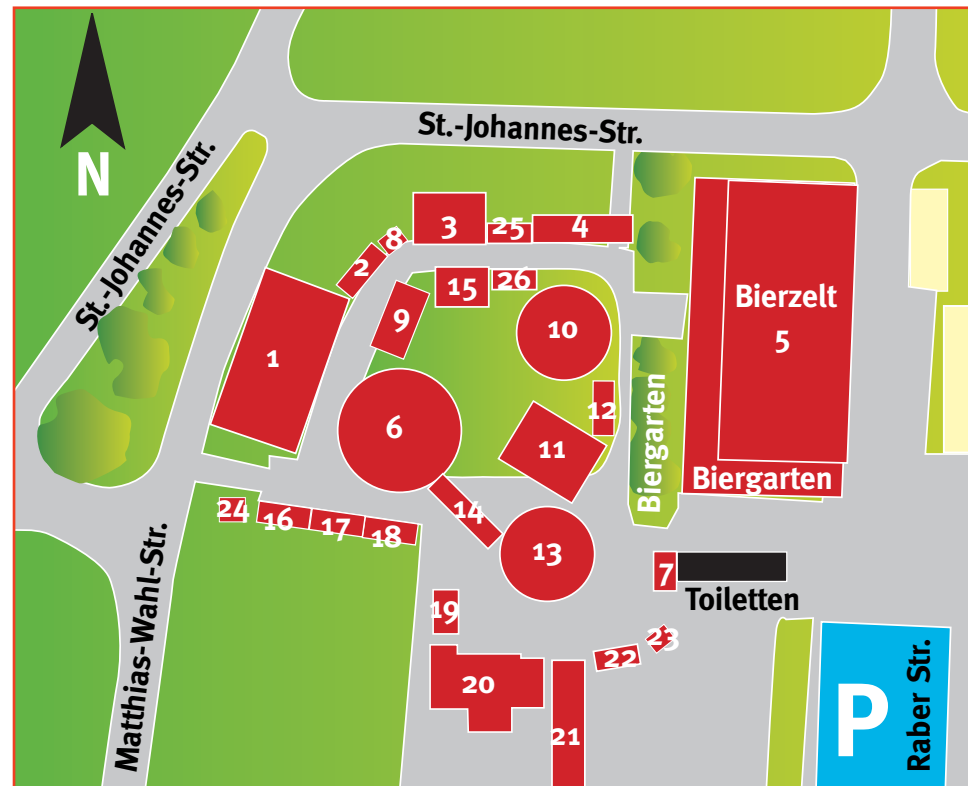 St.-Johannes-Str.
N
St.-Johannes-Str.
3
25
4
8
2
15
26
9
10
Bierzelt
5
1
12
6
11
Biergarten
Biergarten
14
24
16
17
18
13
7
Toiletten
19
23
22
20
21
Matthias-Wahl-Str.
P
Raber Str.